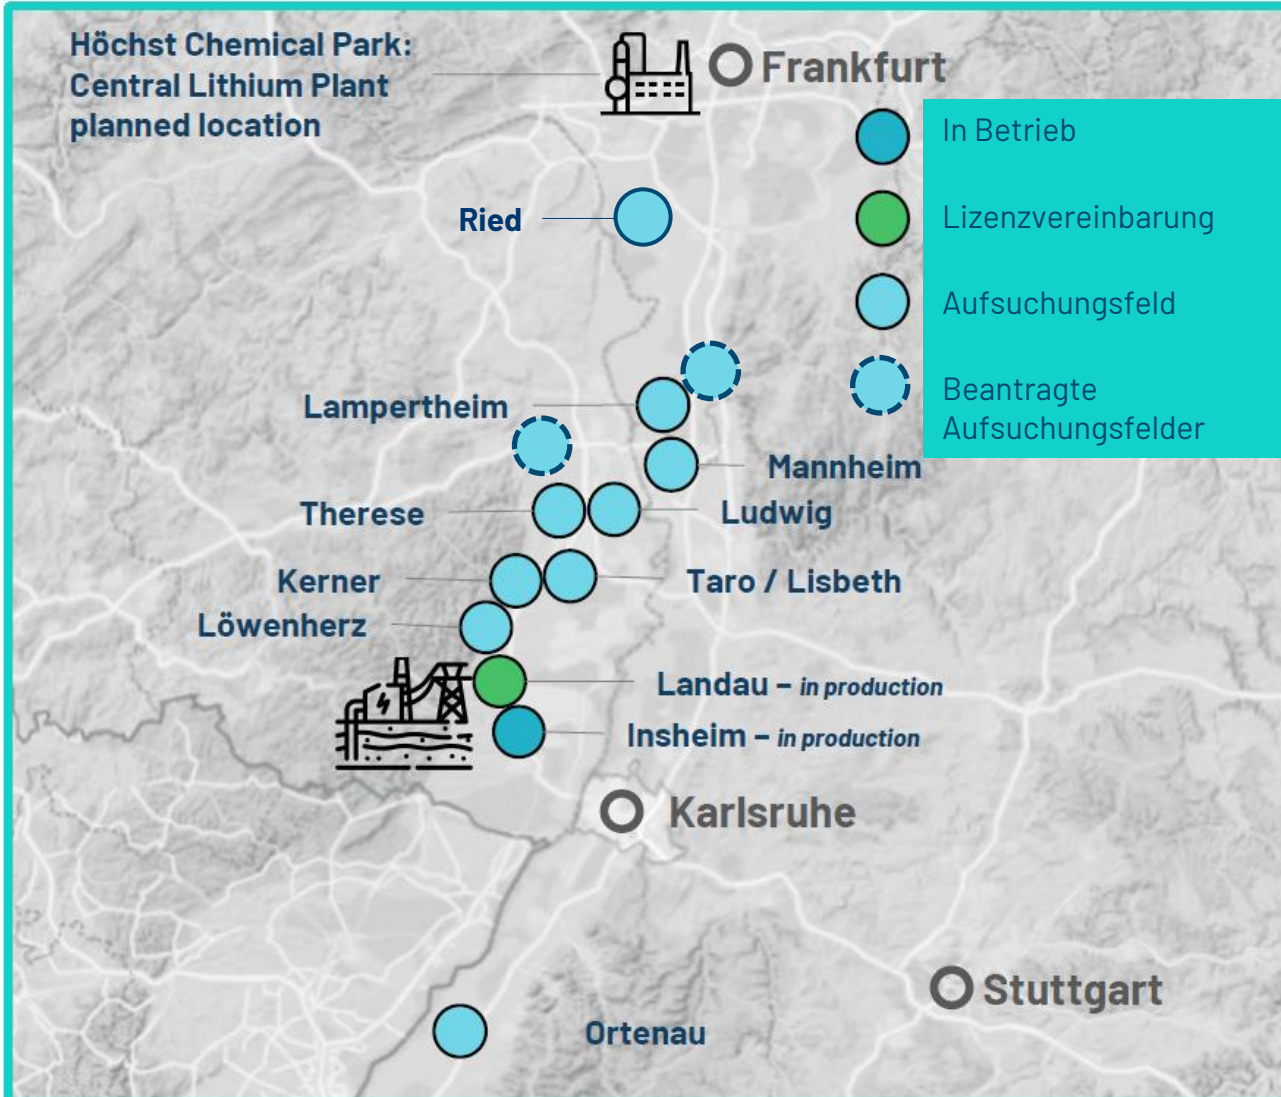 Höchst Chemical Park:
Central Lithium Plant
planned location
Frankfurt
In Betrieb
Lizenzvereinbarung
Aufsuchungsfeld
Beantragte
Aufsuchungsfelder
Ried
Lampertheim
Mannheim
Therese
Ludwig
Kerner
Taro / Lisbeth
Löwenherz
Landau – in production
Insheim – in production
Karlsruhe
Stuttgart
Ortenau